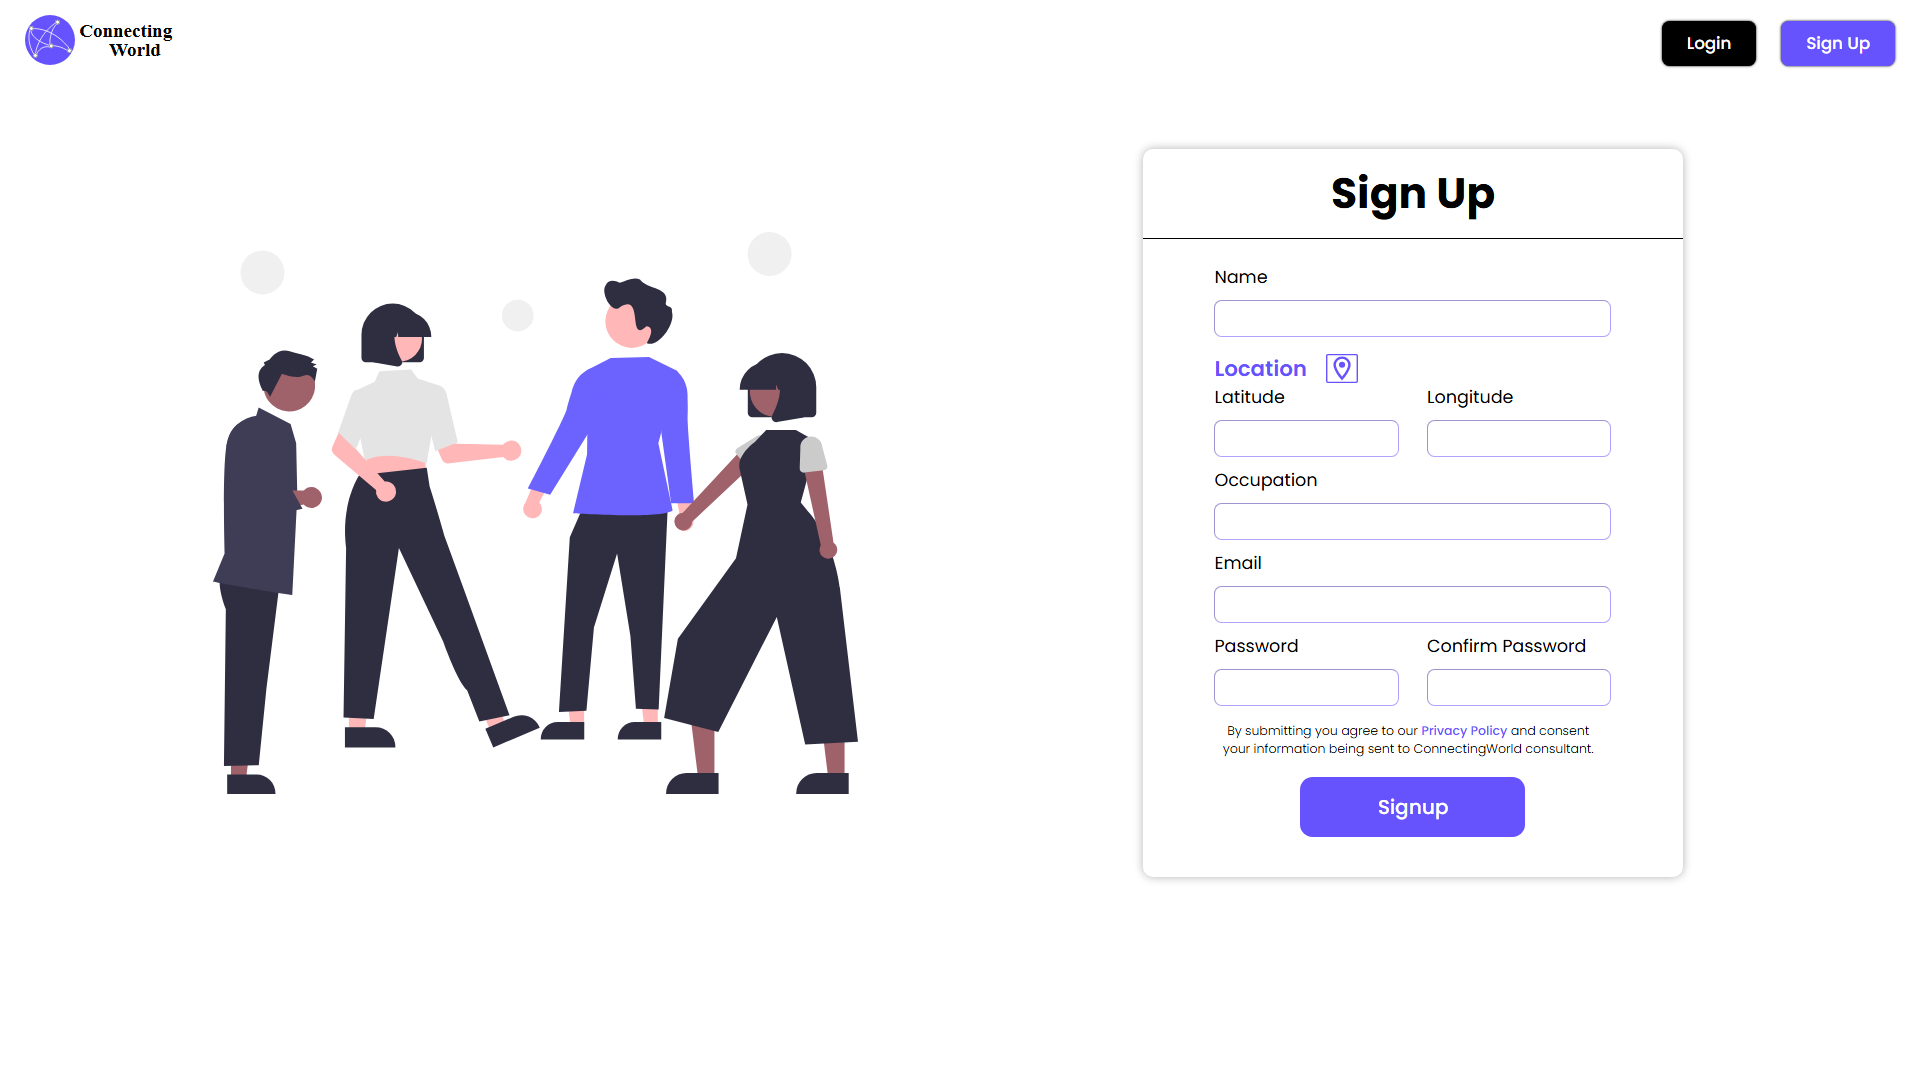 Connecting
World
Login
Sign Up
Sign Up
Name
Location
Latitude
Longitude
Occupation
Email
Password
Confirm Password
By submitting you agree to our Privacy Policy and consent
your information being sent to ConnectingWorld consultant.
Signup